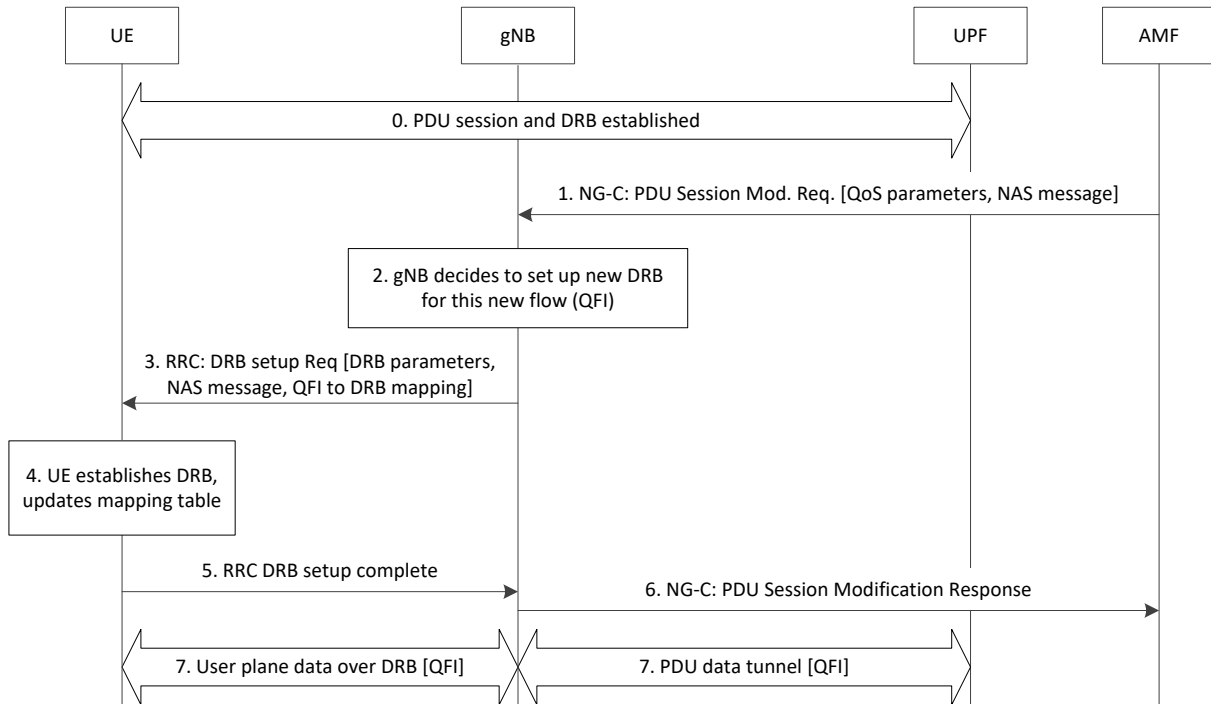 UE
gNB
UPF
AMF
0. PDU session and DRB established
1. NG-C: PDU Session Mod. Req. [QoS parameters, NAS message]
2. gNB decides to set up new DRB
for this new flow (QFI)
3. RRC: DRB setup Req [DRB parameters,
NAS message, QFI to DRB mapping]
4. UE establishes DRB,
updates mapping table
5. RRC DRB setup complete
6. NG-C: PDU Session Modification Response
7. User plane data over DRB [QFI]
7. PDU data tunnel [QFI]